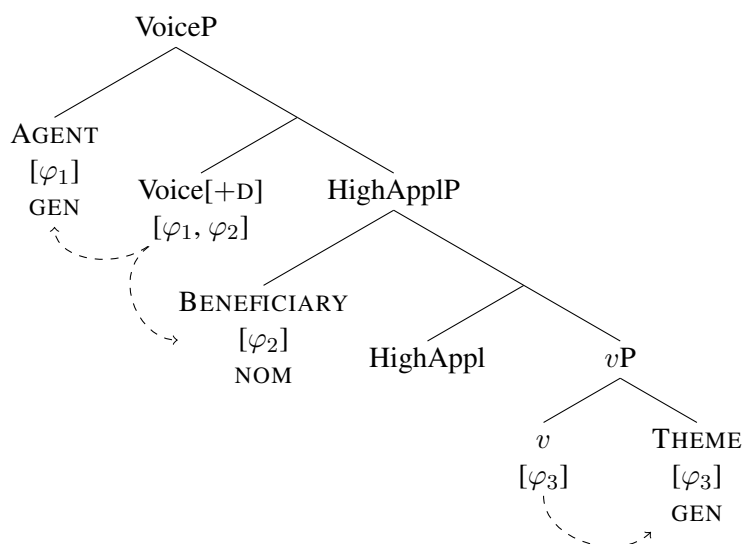 VoiceP
AGENT
[φ₁]
GEN
Voice[+D]
[φ₁, φ₂]
HighApplP
BENEFICIARY
[φ₂]
NOM
HighAppl
vP
v
[φ₃]
THEME
[φ₃]
GEN